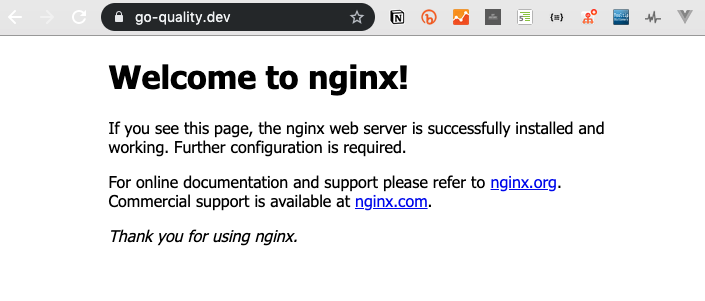 go-quality.dev
Welcome to nginx!
If you see this page, the nginx web server is successfully installed and
working. Further configuration is required.
For online documentation and support please refer to nginx.org.
Commercial support is available at nginx.com.
Thank you for using nginx.